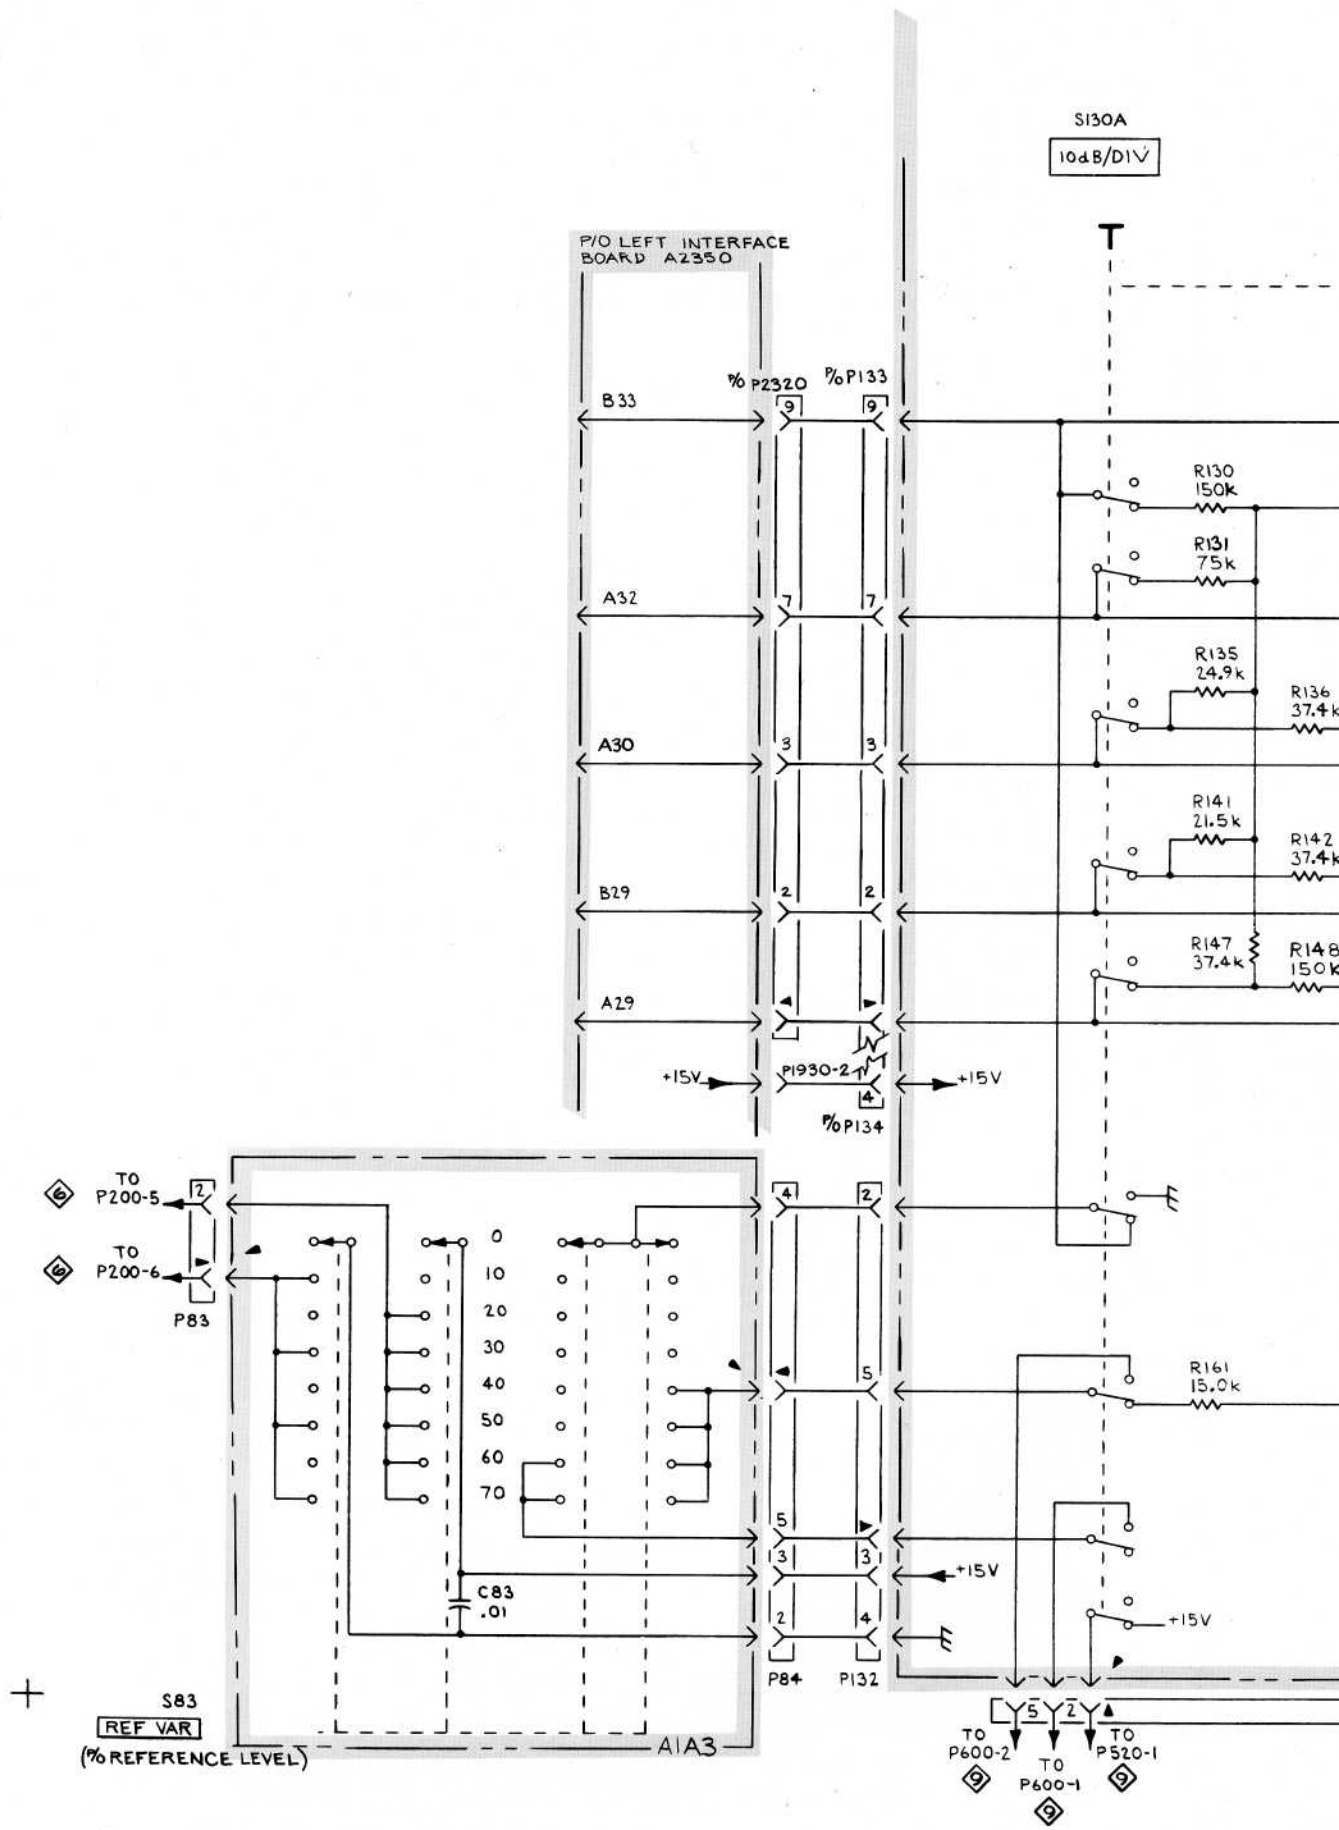 S130A
10dB/DIV
P/O LEFT INTERFACE
BOARD A2350
P/O P2320
P/O P133
B33
9
9
R130
150k
R131
75k
A32
7
7
R135
24.9k
R136
37.4k
A30
3
3
R141
21.5k
R142
37.4k
B29
2
2
R147
37.4k
R148
150k
A29
+15V
P1930-2
+15V
4
P/O P134
6
TO
P200-5
2
4
2
6
TO
P200-6
P83
0
10
20
30
40
50
60
70
5
R161
15.0k
5
3
3
+15V
C83
.01
2
4
+15V
P84
P132
S83
REF VAR
(P/O REFERENCE LEVEL)
A1A3
5
2
TO
P600-2
9
TO
P600-1
9
TO
P520-1
9